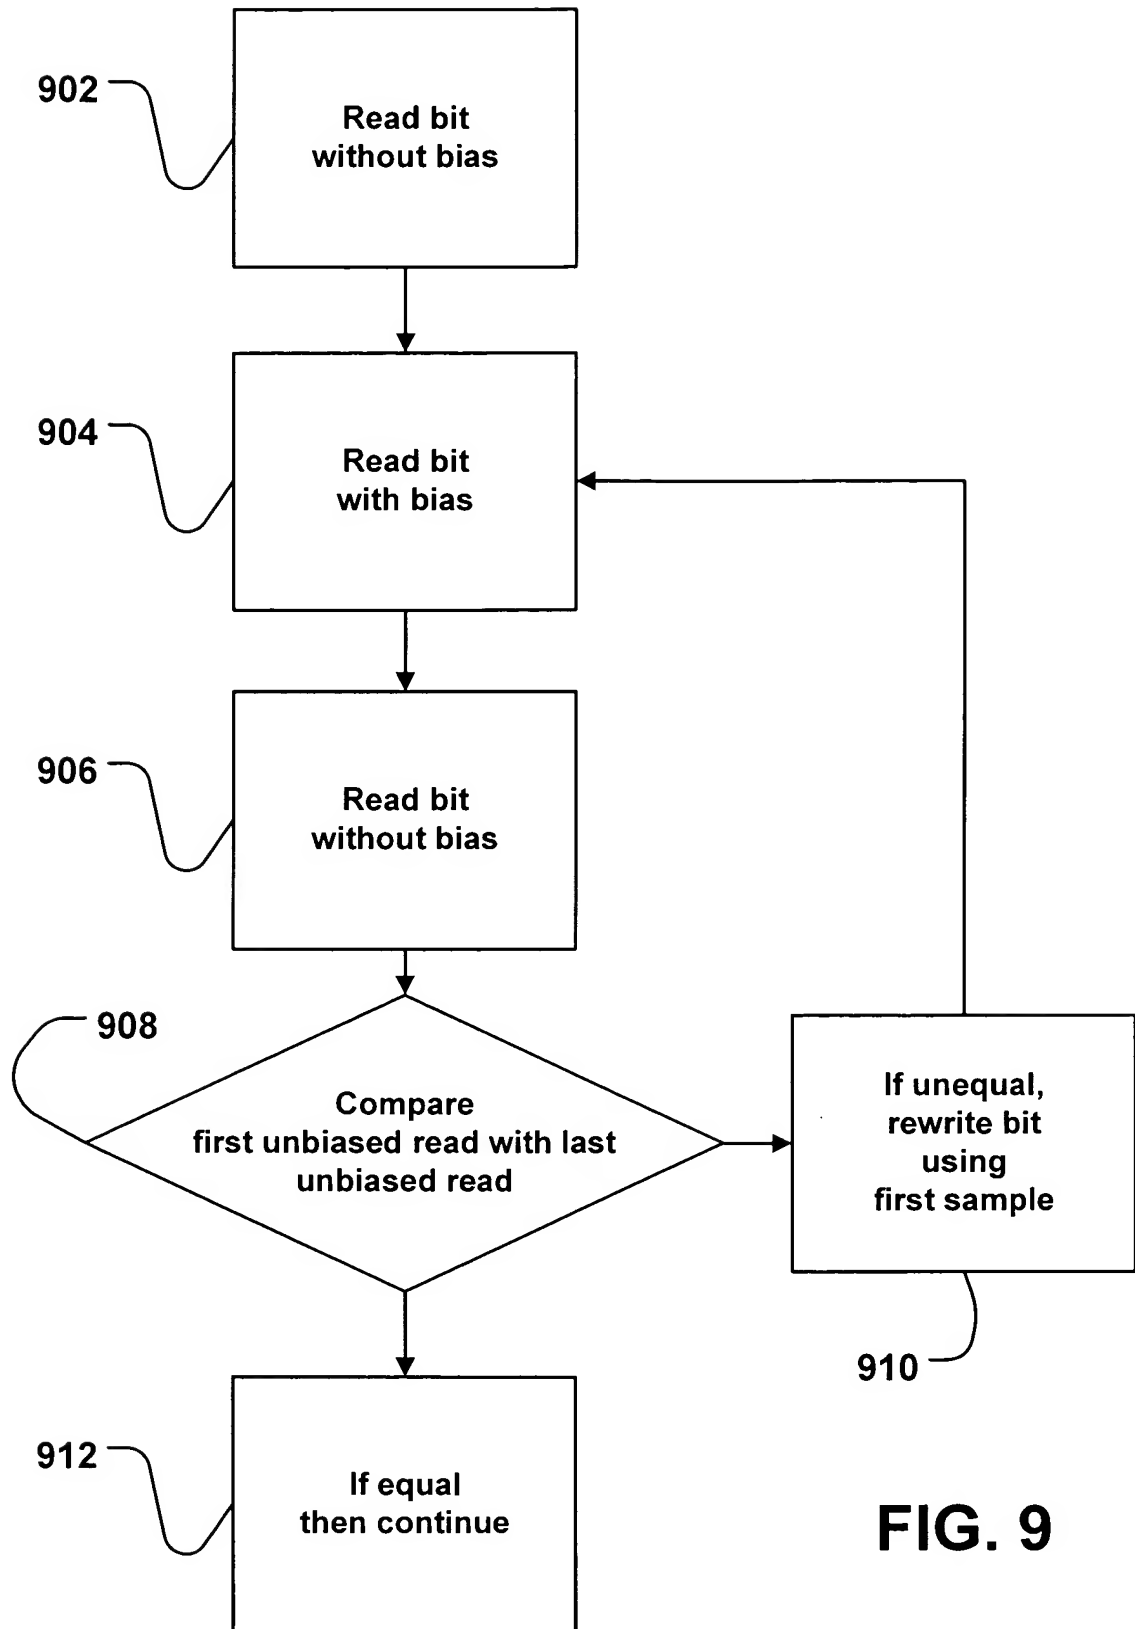 902
Read bit
without bias
904
Read bit
with bias
906
Read bit
without bias
908
Compare
first unbiased read with last
unbiased read
If unequal,
rewrite bit
using
first sample
910
912
If equal
then continue
FIG. 9